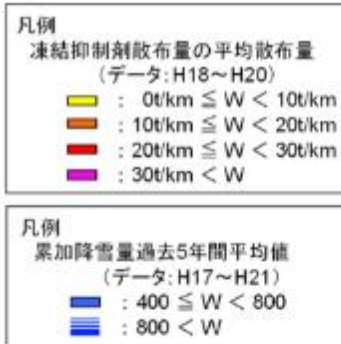 凡例
凍結抑制剤散布量の平均散布量
(データ:H18~H20)
: 0t/km ≦ W < 10t/km
: 10t/km ≦ W < 20t/km
: 20t/km ≦ W < 30t/km
: 30t/km < W
凡例
累加降雪量過去5年間平均値
(データ:H17~H21)
: 400 ≦ W < 800
: 800 < W